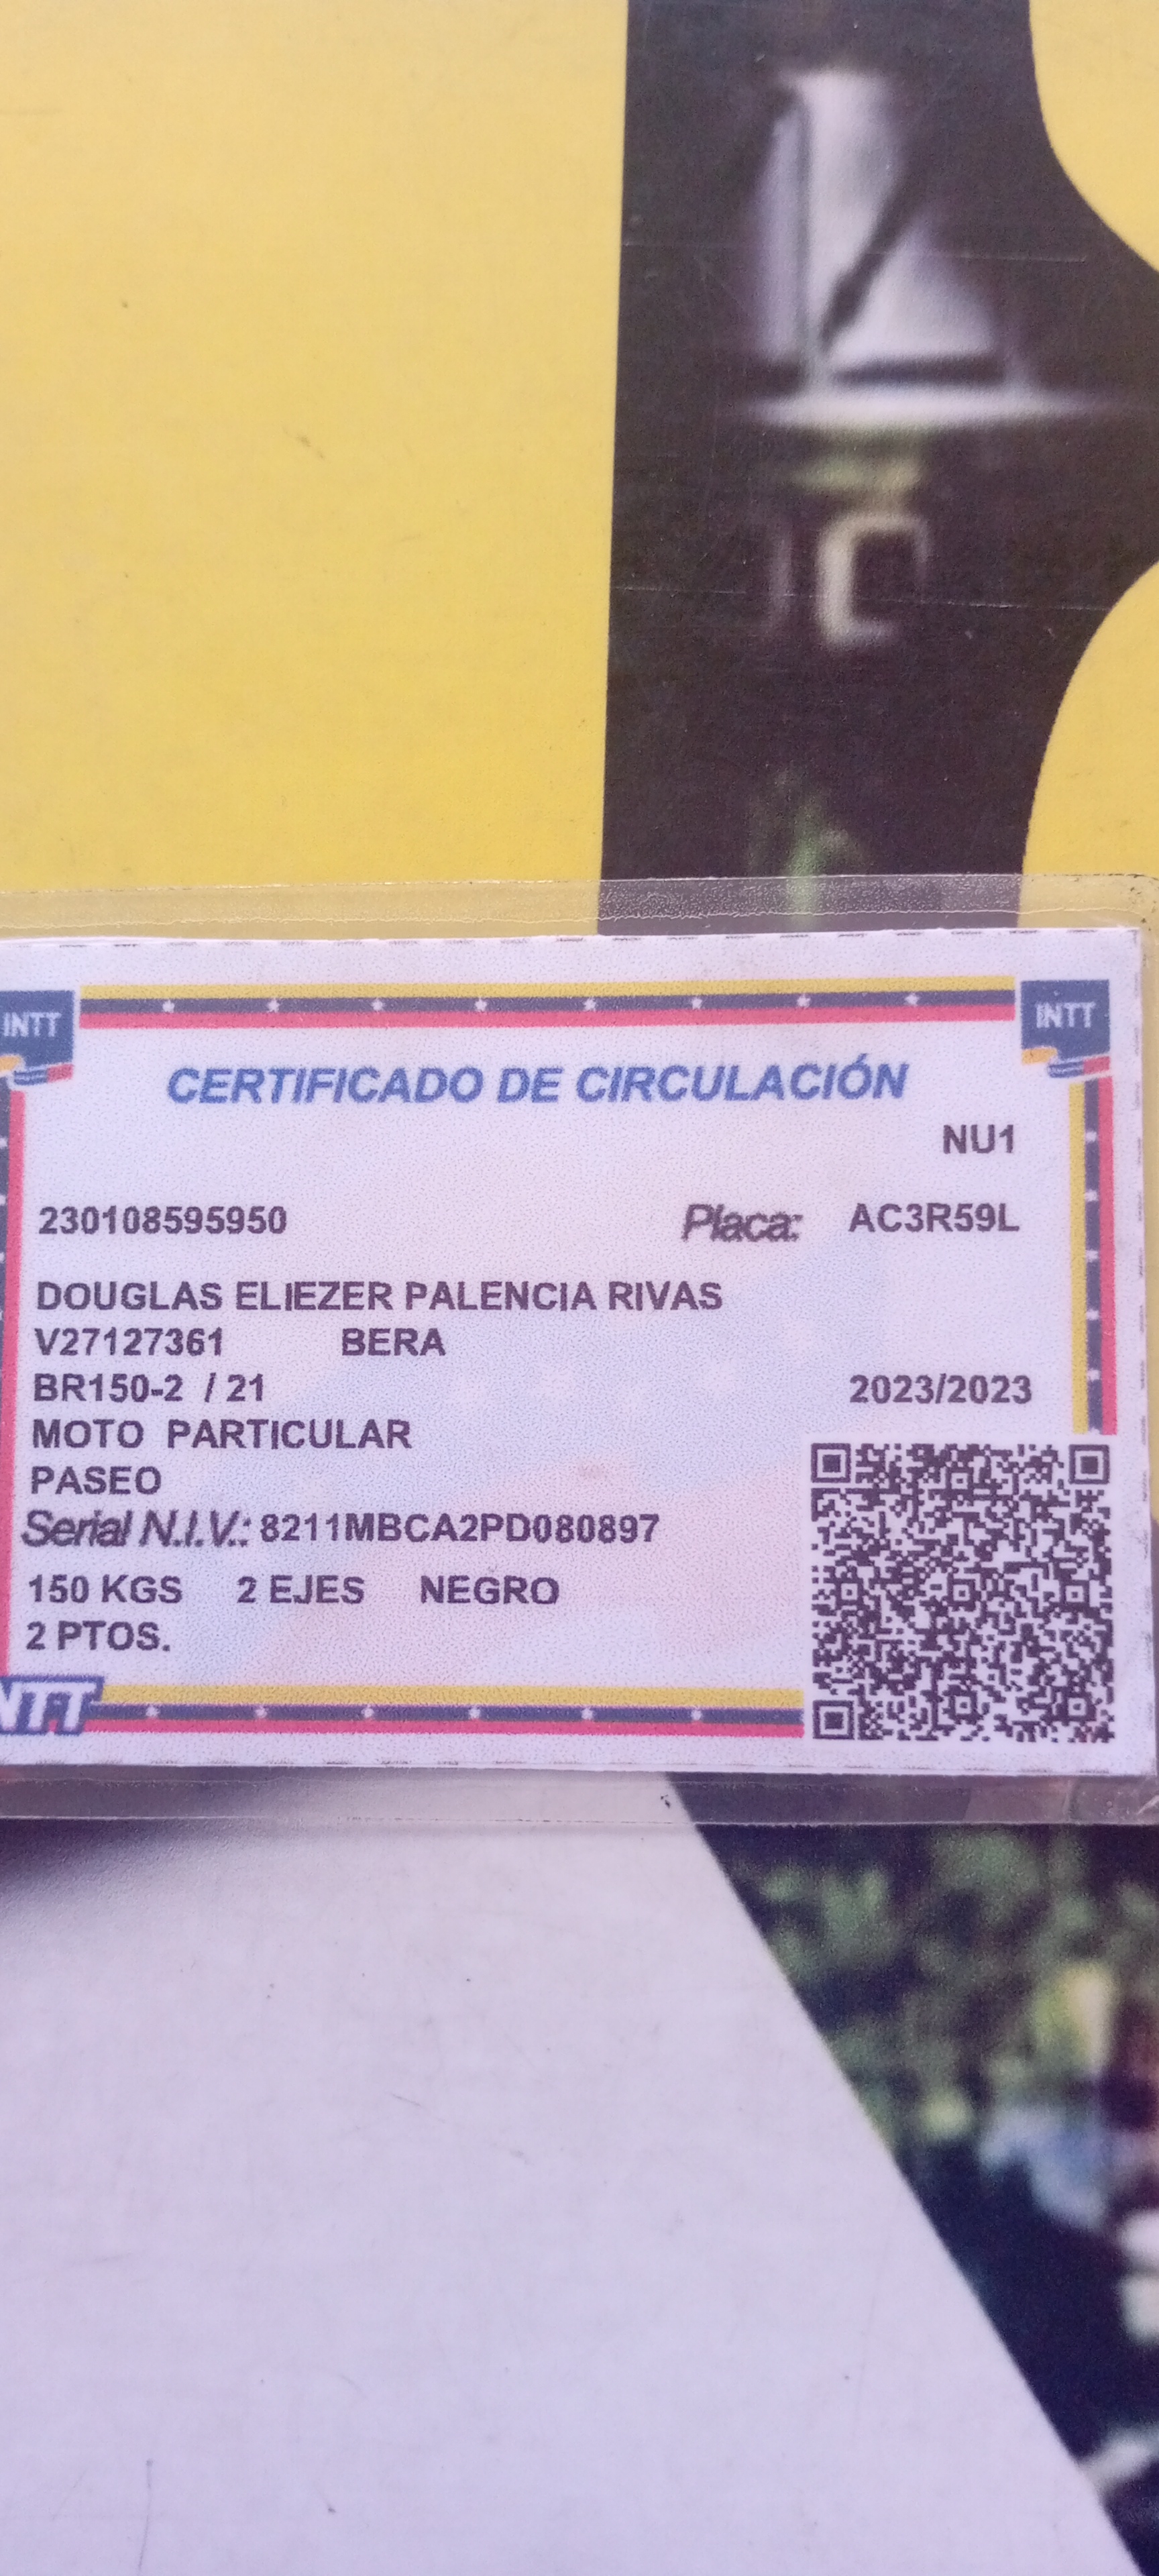 INTT INTT
CERTIFICADO DE CIRCULACIÓN
NU1
230108595950 Placa: AC3R59L
DOUGLAS ELIEZER PALENCIA RIVAS
V27127361 BERA
BR150-2 / 21 2023/2023
MOTO PARTICULAR
PASEO
Serial N.I.V.: 8211MBCA2PD080897
150 KGS 2 EJES NEGRO
2 PTOS.
INTT